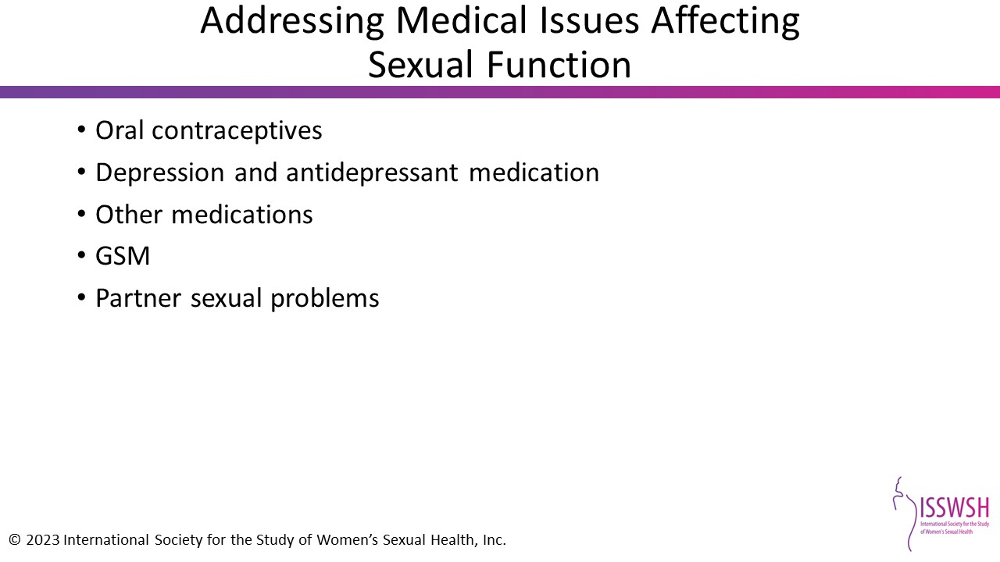 Addressing Medical Issues Affecting
Sexual Function
• Oral contraceptives
• Depression and antidepressant medication
• Other medications
• GSM
• Partner sexual problems
ISSWSH
International Society for the Study
of Women's Sexual Health
© 2023 International Society for the Study of Women’s Sexual Health, Inc.